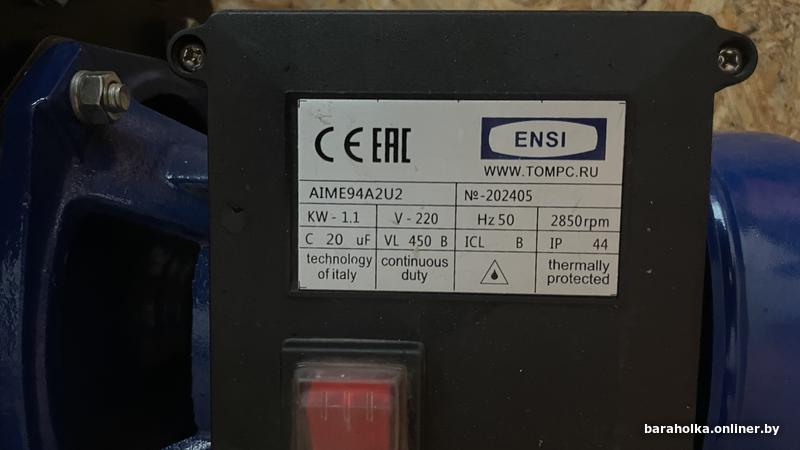 CE EAC
ENSI
WWW.TOMPC.RU
AIME94A2U2 №-202405
KW - 1.1 V - 220 Hz 50 2850rpm
C 20 uF VL 450 B ICL B IP 44
technology of italy
continuous duty
thermally protected
baraholka.onliner.by